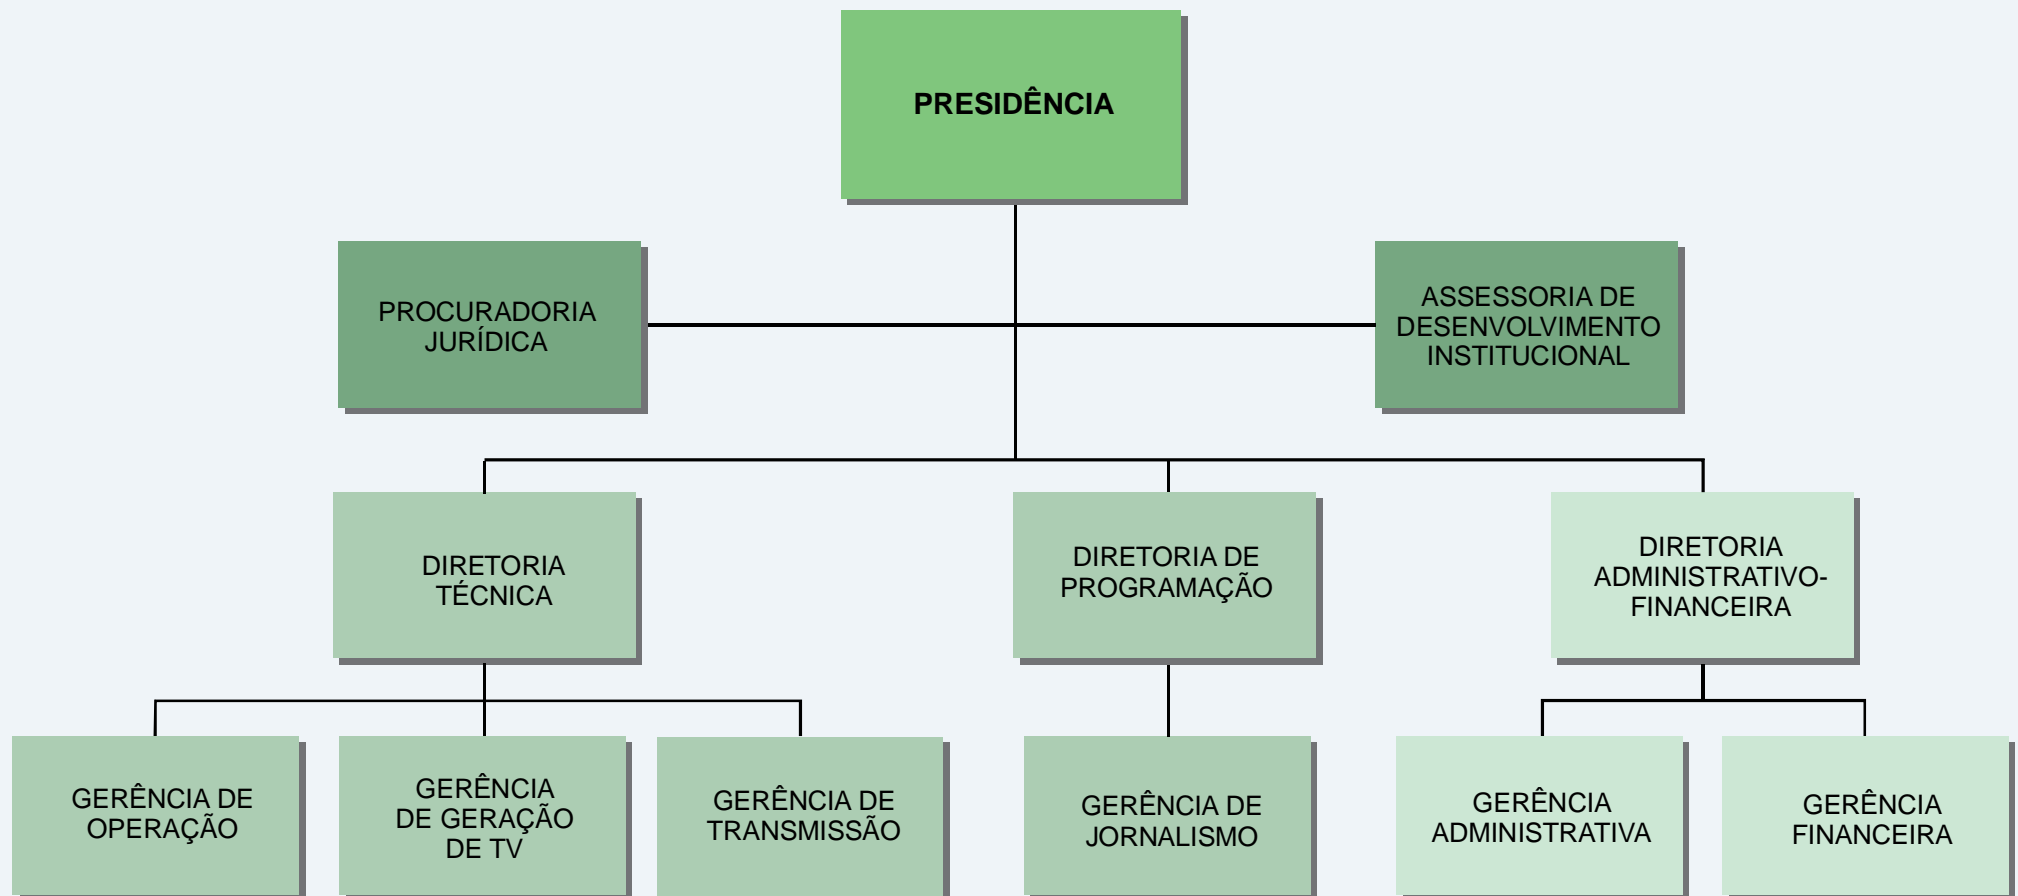 PRESIDÊNCIA
PROCURADORIA
JURÍDICA
ASSESSORIA DE
DESENVOLVIMENTO
INSTITUCIONAL
DIRETORIA
TÉCNICA
DIRETORIA DE
PROGRAMAÇÃO
DIRETORIA
ADMINISTRATIVO-
FINANCEIRA
GERÊNCIA DE
OPERAÇÃO
GERÊNCIA
DE GERAÇÃO
DE TV
GERÊNCIA DE
TRANSMISSÃO
GERÊNCIA DE
JORNALISMO
GERÊNCIA
ADMINISTRATIVA
GERÊNCIA
FINANCEIRA